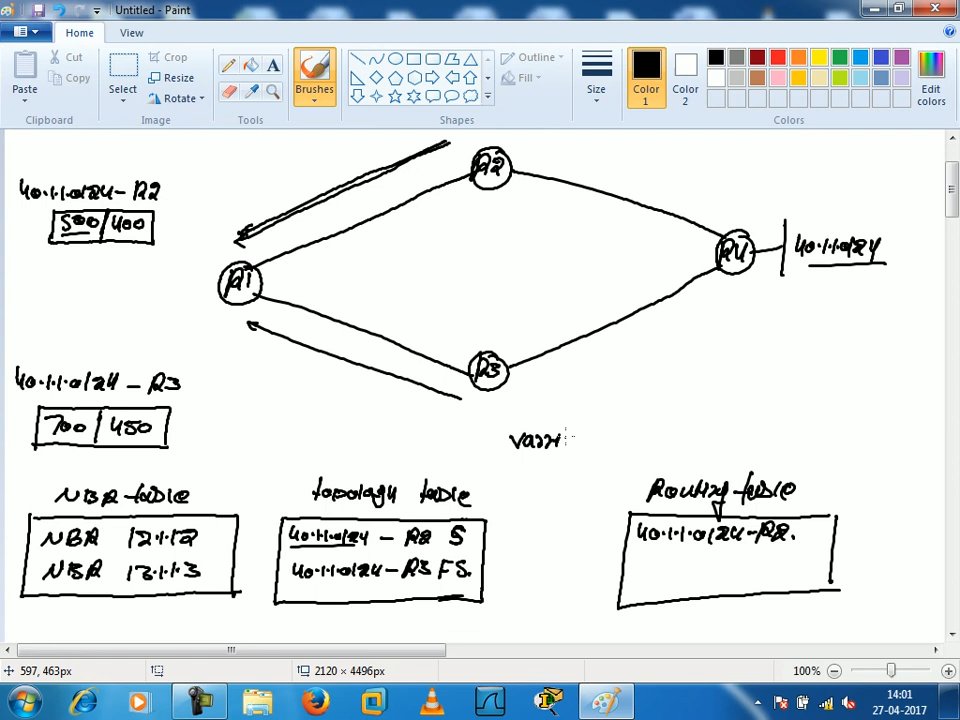 Untitled - Paint
Home View
Paste
Cut
Copy
Clipboard
Select
Crop
Resize
Rotate
Image
A
Tools
Brushes
Shapes
Outline
Fill
Size
Color 1
Color 2
Colors
Edit colors
R2
40.1.1.0/24 - R2
500 400
R4 40.1.1.0/24
R1
R3
40.1.1.0/24 - R3
700 450
vari
NBR table
NBR 12.1.1.2
NBR 13.1.1.3
topology table
40.1.1.0/24 - R2 S
40.1.1.0/24 - R3 FS.
Routing table
40.1.1.0/24 - R2.
597, 463px
2120 × 4496px
100%
14:01
27-04-2017